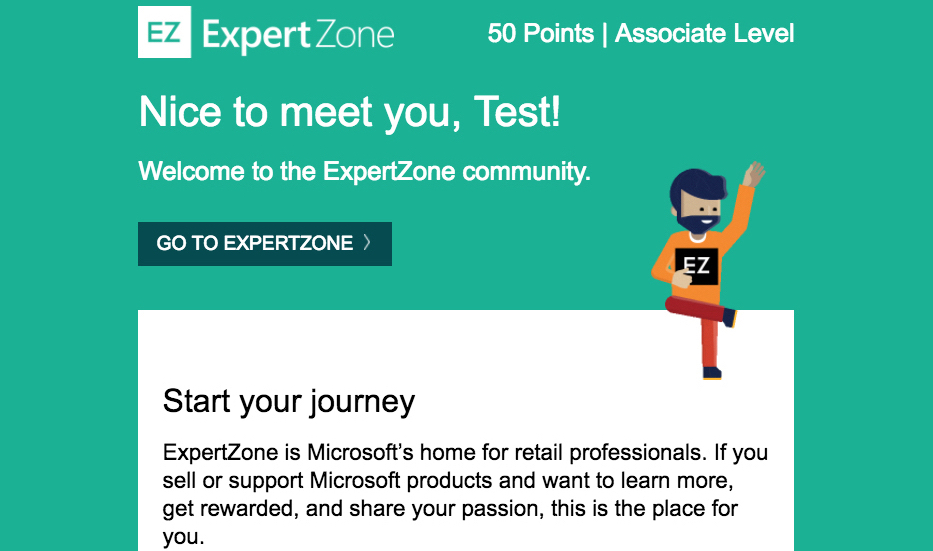 EZ ExpertZone 50 Points | Associate Level
Nice to meet you, Test!
Welcome to the ExpertZone community.
GO TO EXPERTZONE 〉
EZ
Start your journey
ExpertZone is Microsoft’s home for retail professionals. If you
sell or support Microsoft products and want to learn more,
get rewarded, and share your passion, this is the place for
you.